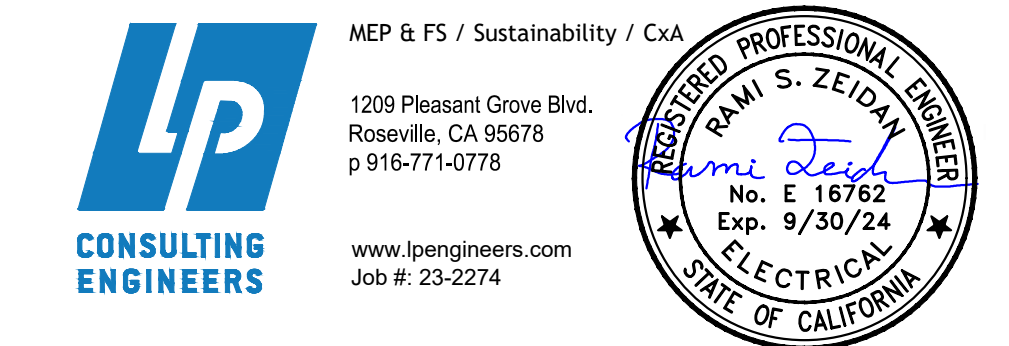 LP
CONSULTING
ENGINEERS
MEP & FS / Sustainability / CxA
1209 Pleasant Grove Blvd.
Roseville, CA 95678
p 916-771-0778
www.lpengineers.com
Job #: 23-2274
REGISTERED PROFESSIONAL ENGINEER
RAMI S. ZEIDAN
Rami Zeidn
No. E 16762
Exp. 9/30/24
ELECTRICAL
STATE OF CALIFORNIA